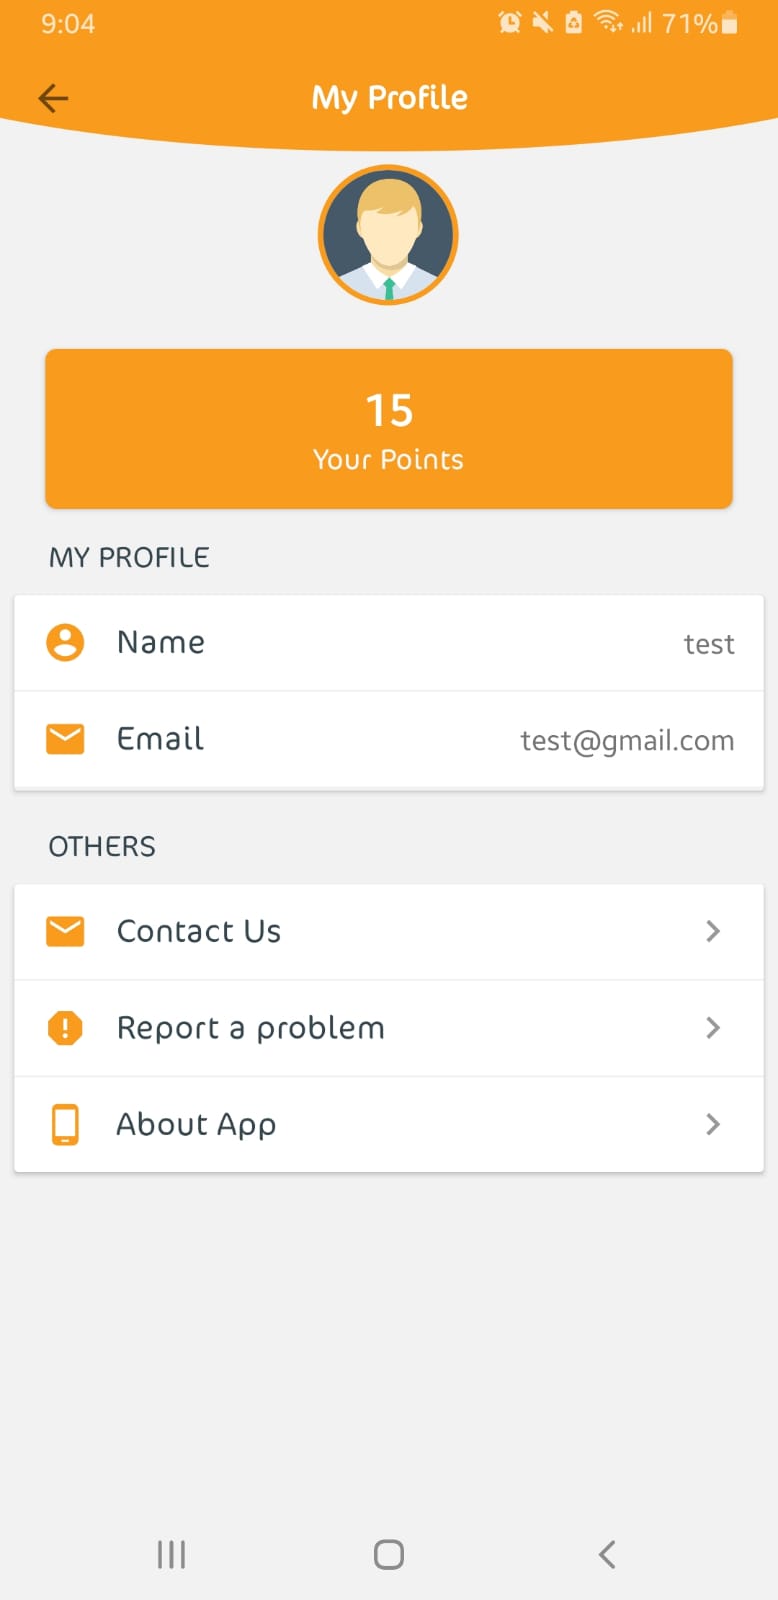 9:04 71%
My Profile
15
Your Points
MY PROFILE
Name test
Email test@gmail.com
OTHERS
Contact Us
Report a problem
About App